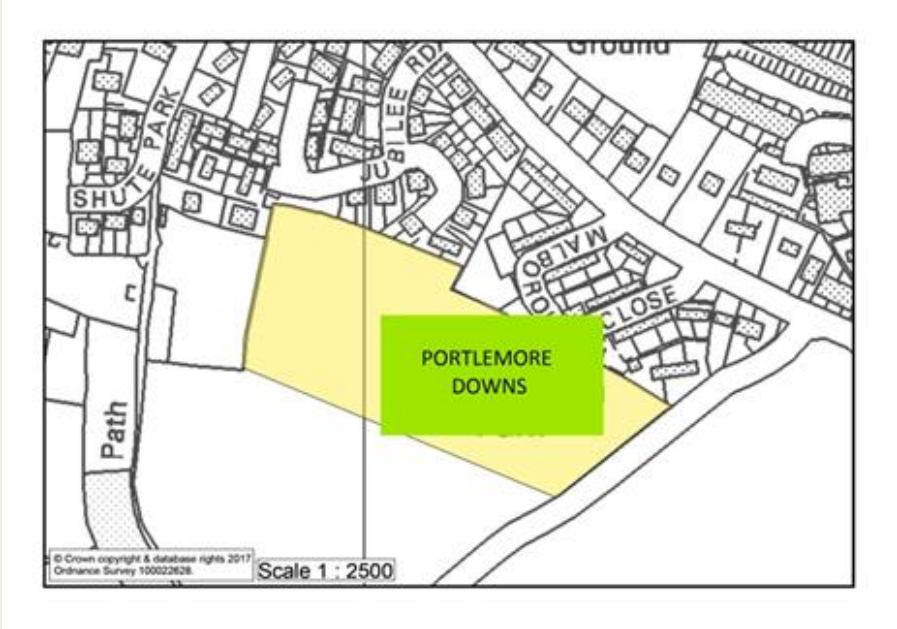 Ground
JUBILEE RD
SHUTE PARK
MALBORO
CLOSE
PORTLEMORE
DOWNS
Path
© Crown copyright & database rights 2017
Ordnance Survey 100022628.
Scale 1 : 2500